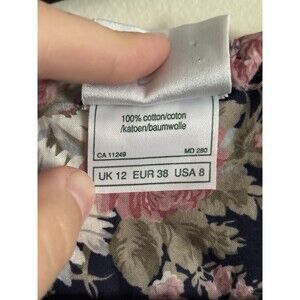 100% cotton/coton
/katoen/baumwolle
CA 11249 MD 280
UK 12 EUR 38 USA 8